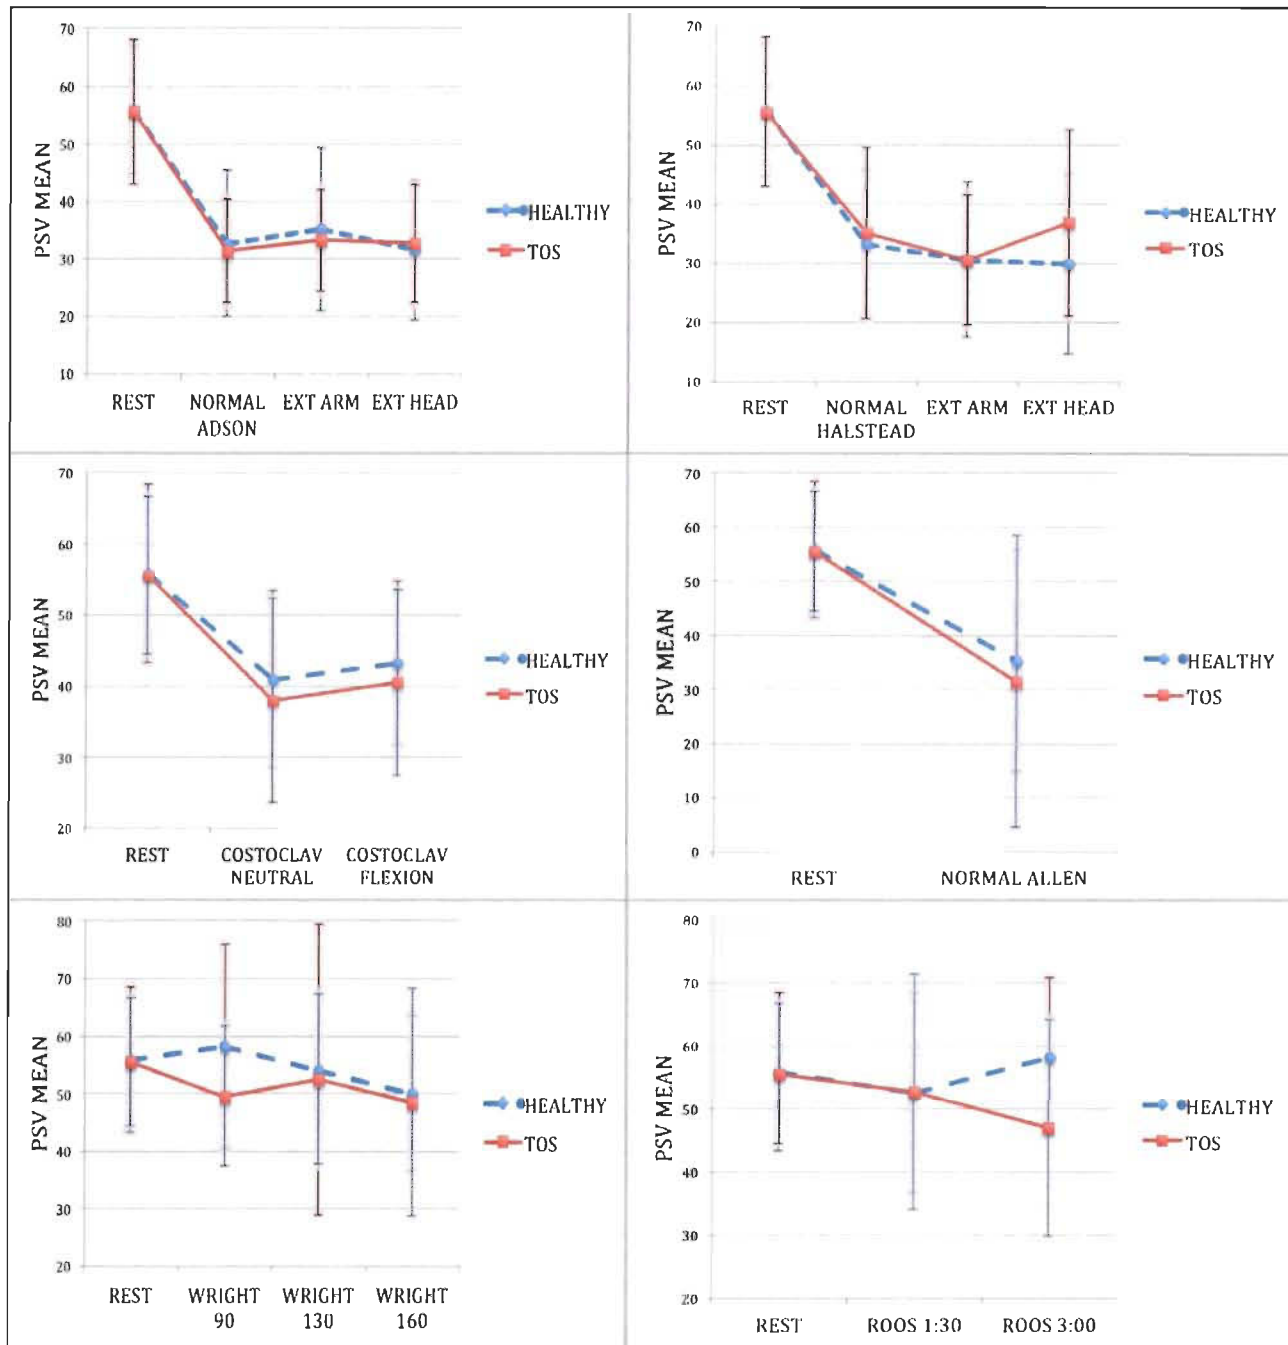 70
60
50
40
30
20
10
PSV MEAN
REST
NORMAL ADSON
EXT ARM
EXT HEAD
HEALTHY
TOS
70
60
50
40
30
20
10
PSV MEAN
REST
NORMAL HALSTEAD
EXT ARM
EXT HEAD
HEALTHY
TOS
70
60
50
40
30
20
PSV MEAN
REST
COSTOCLAV NEUTRAL
COSTOCLAV FLEXION
HEALTHY
TOS
70
60
50
40
30
20
10
0
PSV MEAN
REST
NORMAL ALLEN
HEALTHY
TOS
80
70
60
50
40
30
20
PSV MEAN
REST
WRIGHT 90
WRIGHT 130
WRIGHT 160
HEALTHY
TOS
80
70
60
50
40
30
20
PSV MEAN
REST
ROOS 1:30
ROOS 3:00
HEALTHY
TOS